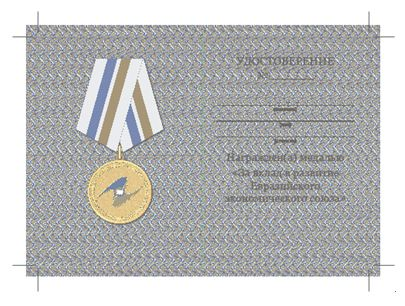 УДОСТОВЕРЕНИЕ
№
Награжден(а) медалью
«За вклад в развитие
Евразийского
экономического союза»